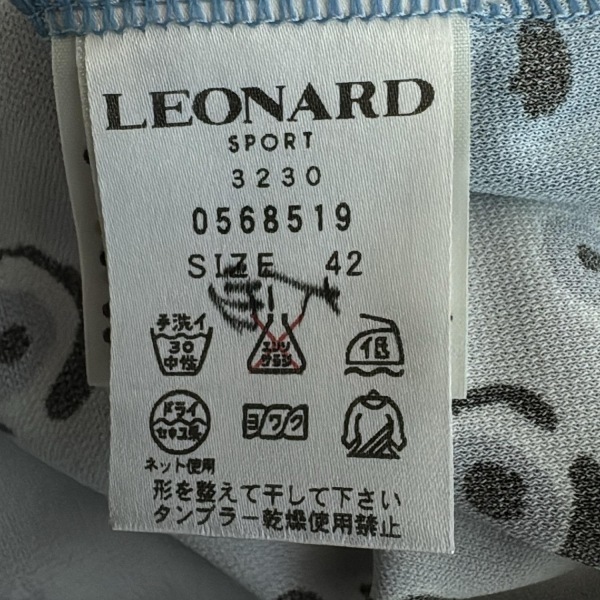 LEONARD
SPORT
3230
0568519
SIZE 42
手洗イ
30
中性
エンソ
サラシ
低
ドライ
セキユ系
ヨワク
ネット使用
形を整えて干して下さい
タンブラー乾燥使用禁止